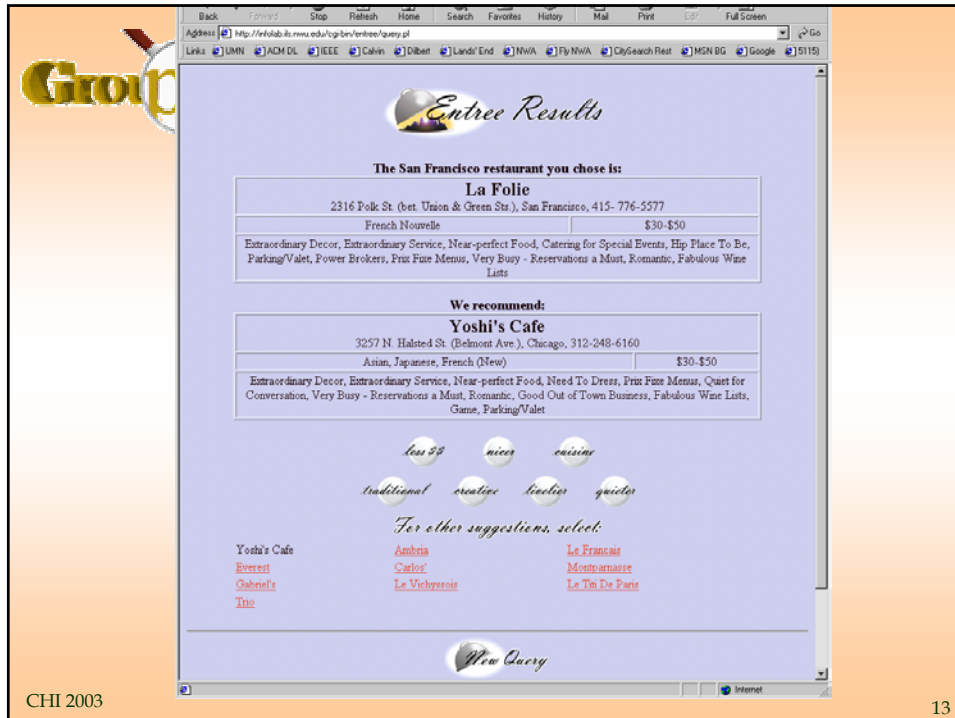 Back Forward Stop Refresh Home Search Favorites History Mail Print Edit Full Screen
Address http://infolab.ils.nwu.edu/cgi-bin/entree/query.pl Go
Links UMN ACM DL IEEE Calvin Dilbert Lands' End NWA Fly NWA CitySearch Rest MSN BG Google 5115)
Group
Entree Results
The San Francisco restaurant you chose is:
La Folie
2316 Polk St. (bet. Union & Green Sts.), San Francisco, 415- 776-5577
French Nouvelle $30-$50
Extraordinary Decor, Extraordinary Service, Near-perfect Food, Catering for Special Events, Hip Place To Be,
Parking/Valet, Power Brokers, Prix Fixe Menus, Very Busy - Reservations a Must, Romantic, Fabulous Wine
Lists
We recommend:
Yoshi's Cafe
3257 N. Halsted St. (Belmont Ave.), Chicago, 312-248-6160
Asian, Japanese, French (New) $30-$50
Extraordinary Decor, Extraordinary Service, Near-perfect Food, Need To Dress, Prix Fixe Menus, Quiet for
Conversation, Very Busy - Reservations a Must, Romantic, Good Out of Town Business, Fabulous Wine Lists,
Game, Parking/Valet
less $$ nicer cuisine
traditional creative livelier quieter
For other suggestions, select:
Yoshi's Cafe Ambria Le Francais
Everest Carlos' Montparnasse
Gabriel's Le Vichyssois Le Titi De Paris
Trio
New Query
Internet
CHI 2003 13